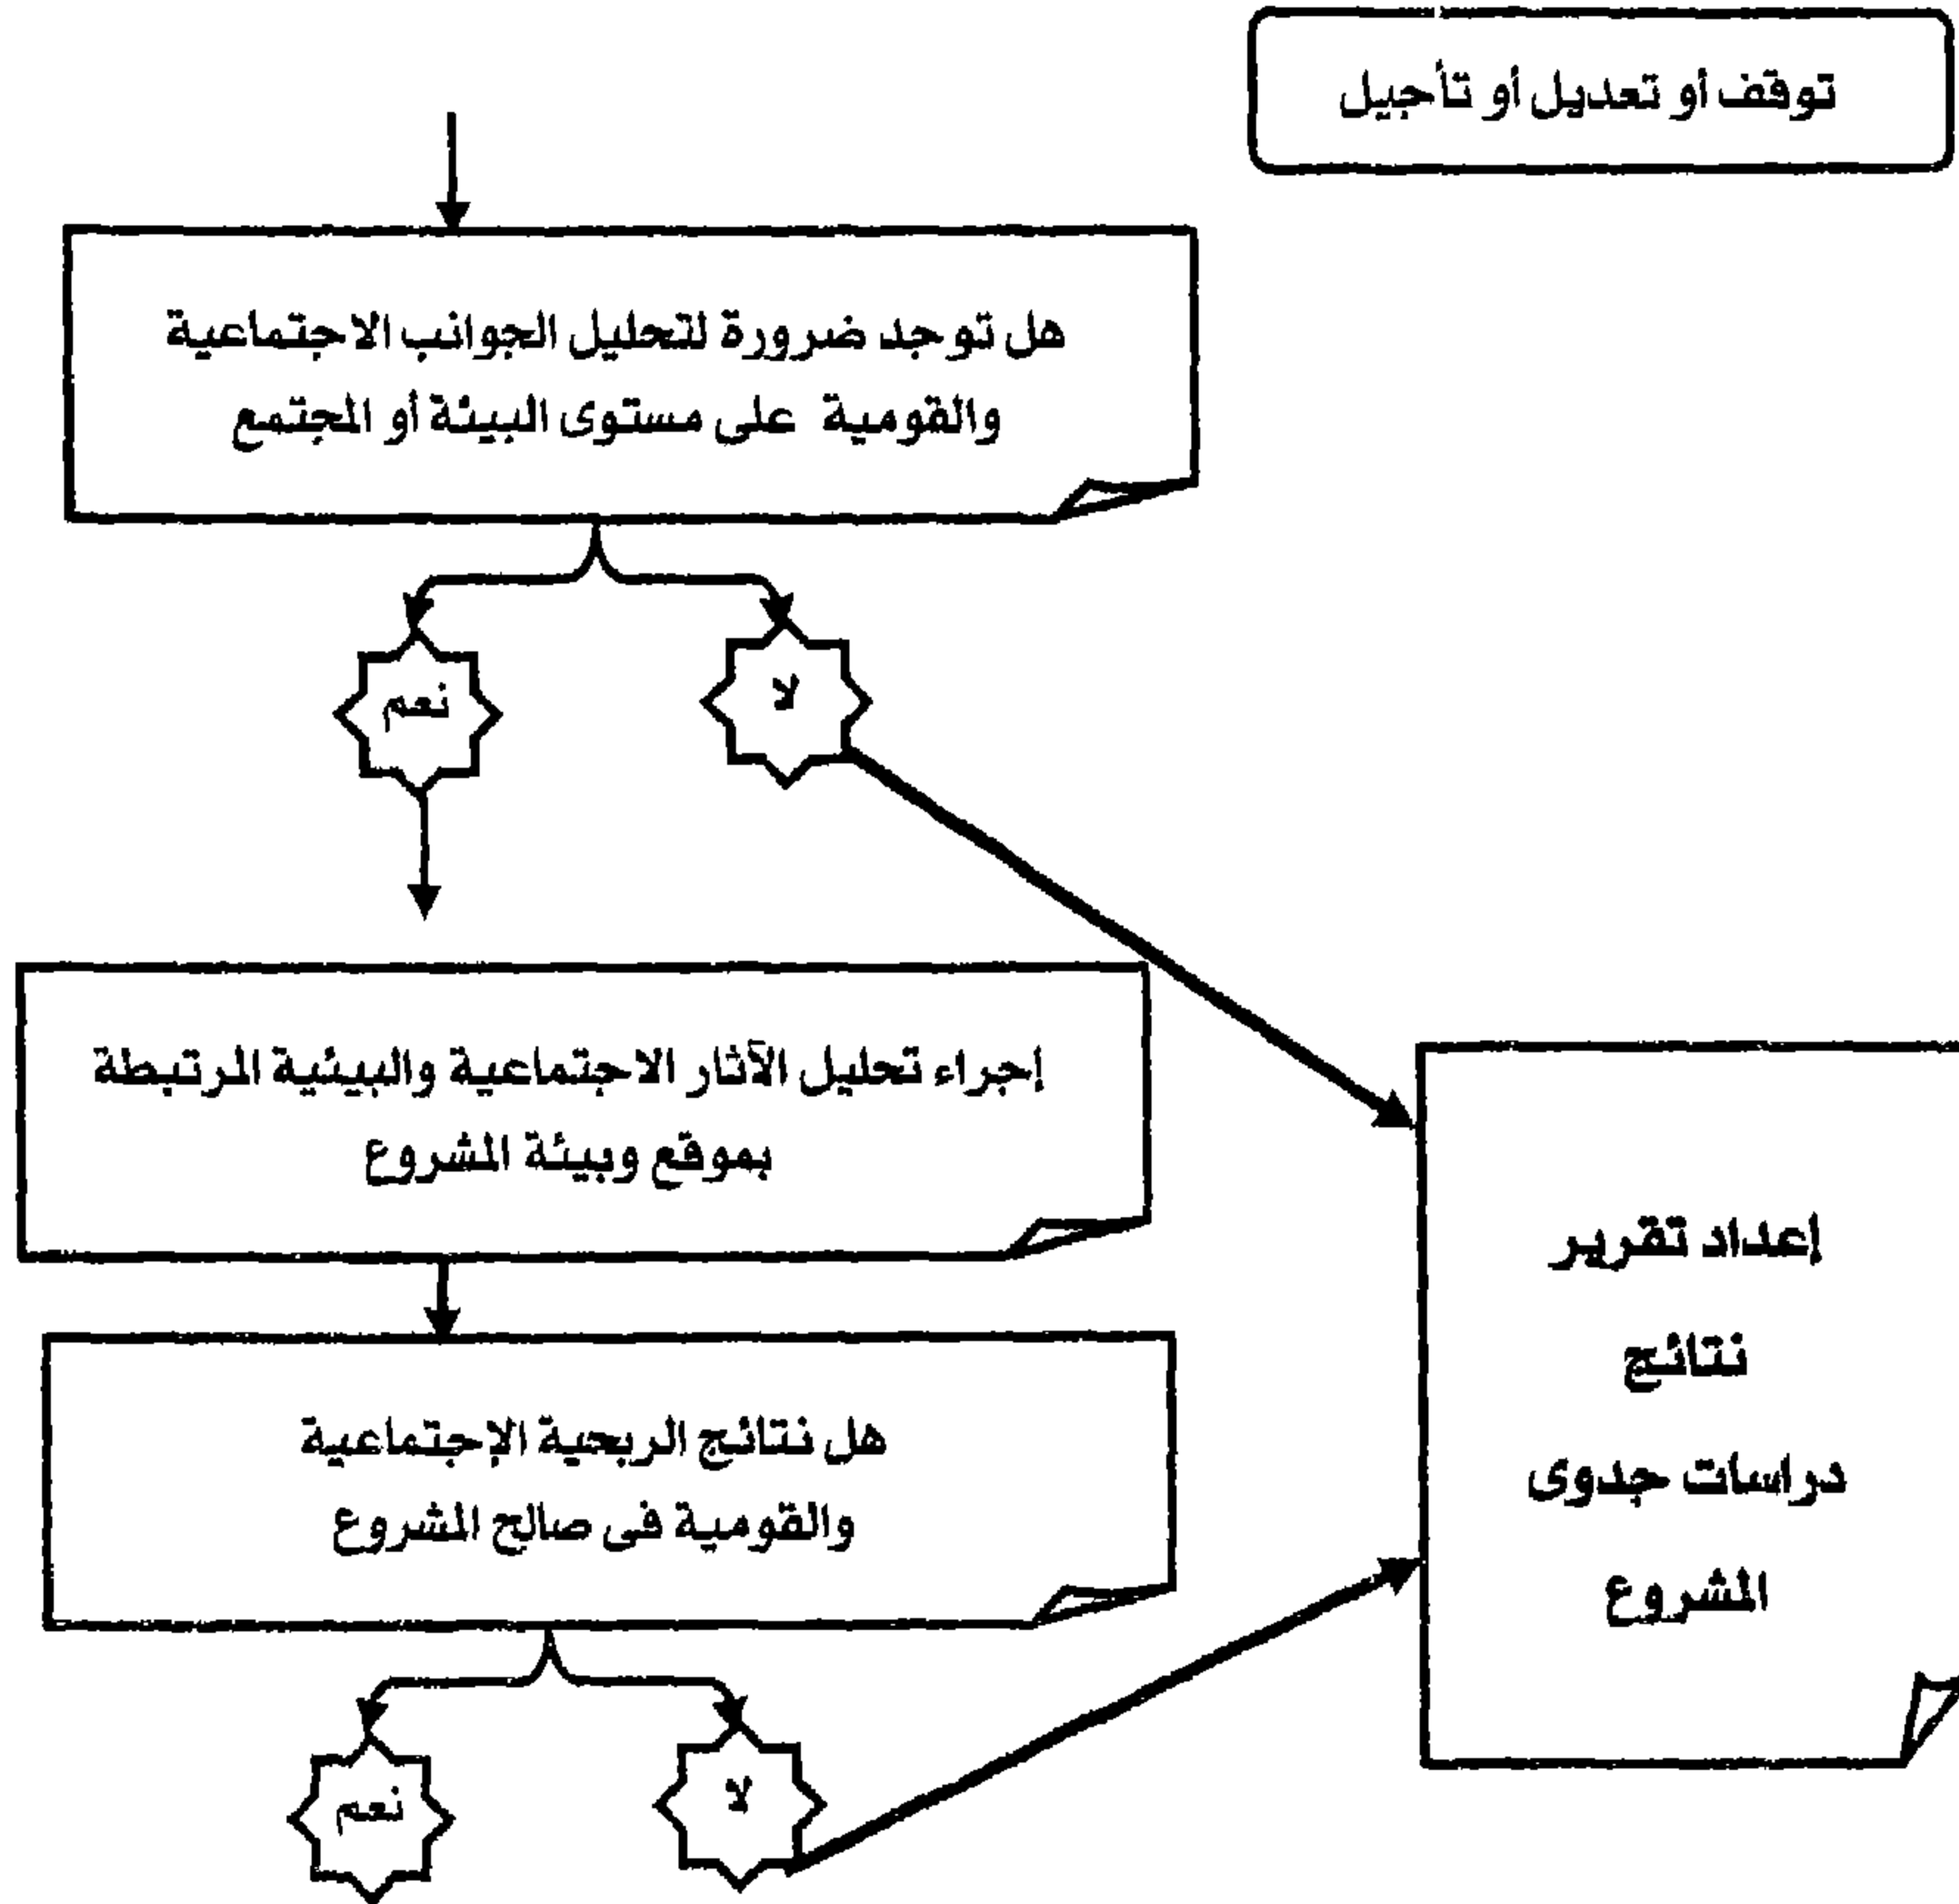 توقف أو تعديل أو تأجيل
هل توجد ضرورة لتحليل الجوانب الاجتماعية
والقومية على مستوى البيئة أو المجتمع
لا
نعم
إجراء تحليل الآثار الاجتماعية والبيئية المرتبطة
بموقع وبيئة المشروع
إعداد تقرير
نتائج
دراسات جدوى
المشروع
هل نتائج الربحية الإجتماعية
والقومية فى صالح المشروع
لا
نعم